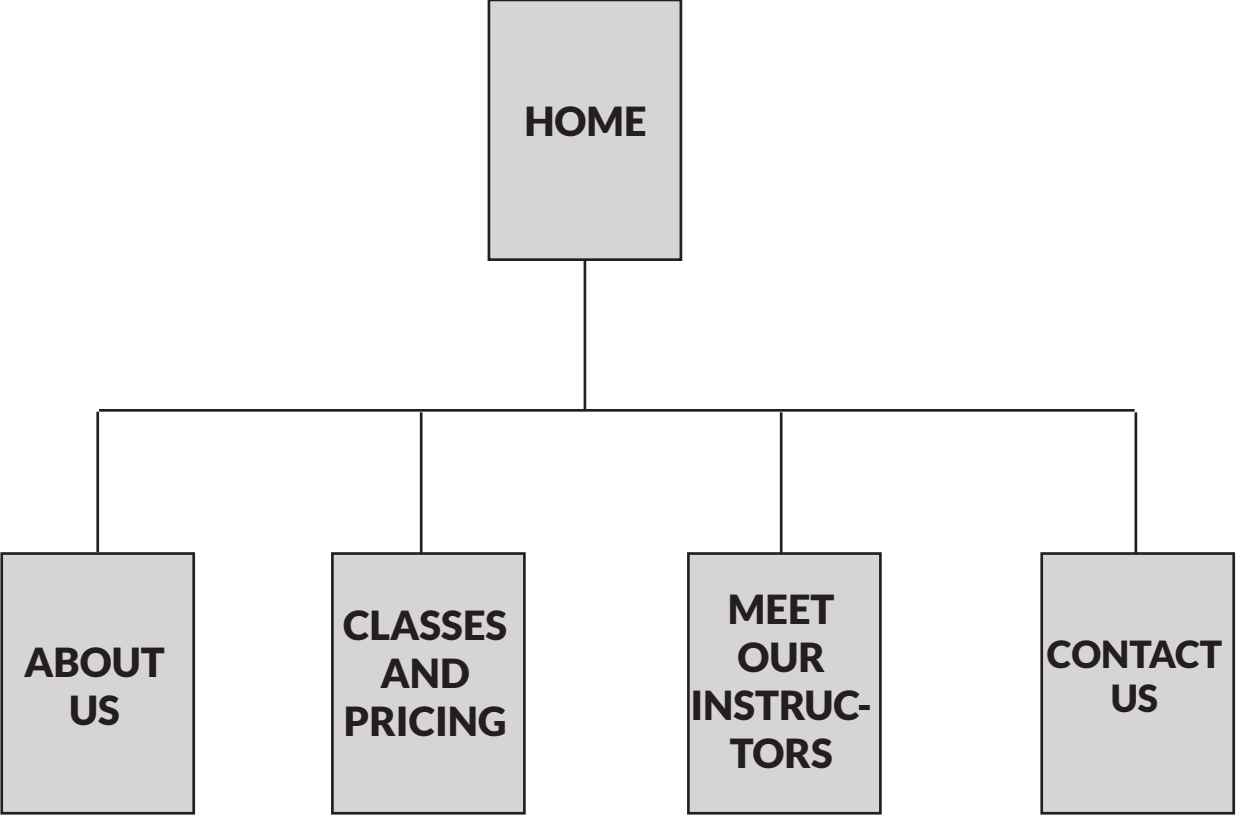 HOME
ABOUT
US
CLASSES
AND
PRICING
MEET
OUR
INSTRUC-
TORS
CONTACT
US